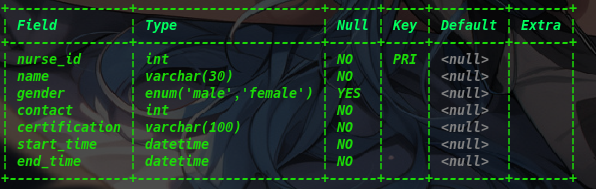 Field Type Null Key Default Extra
nurse_id int NO PRI <null>
name varchar(30) NO <null>
gender enum('male','female') YES <null>
contact int NO <null>
certification varchar(100) NO <null>
start_time datetime NO <null>
end_time datetime NO <null>